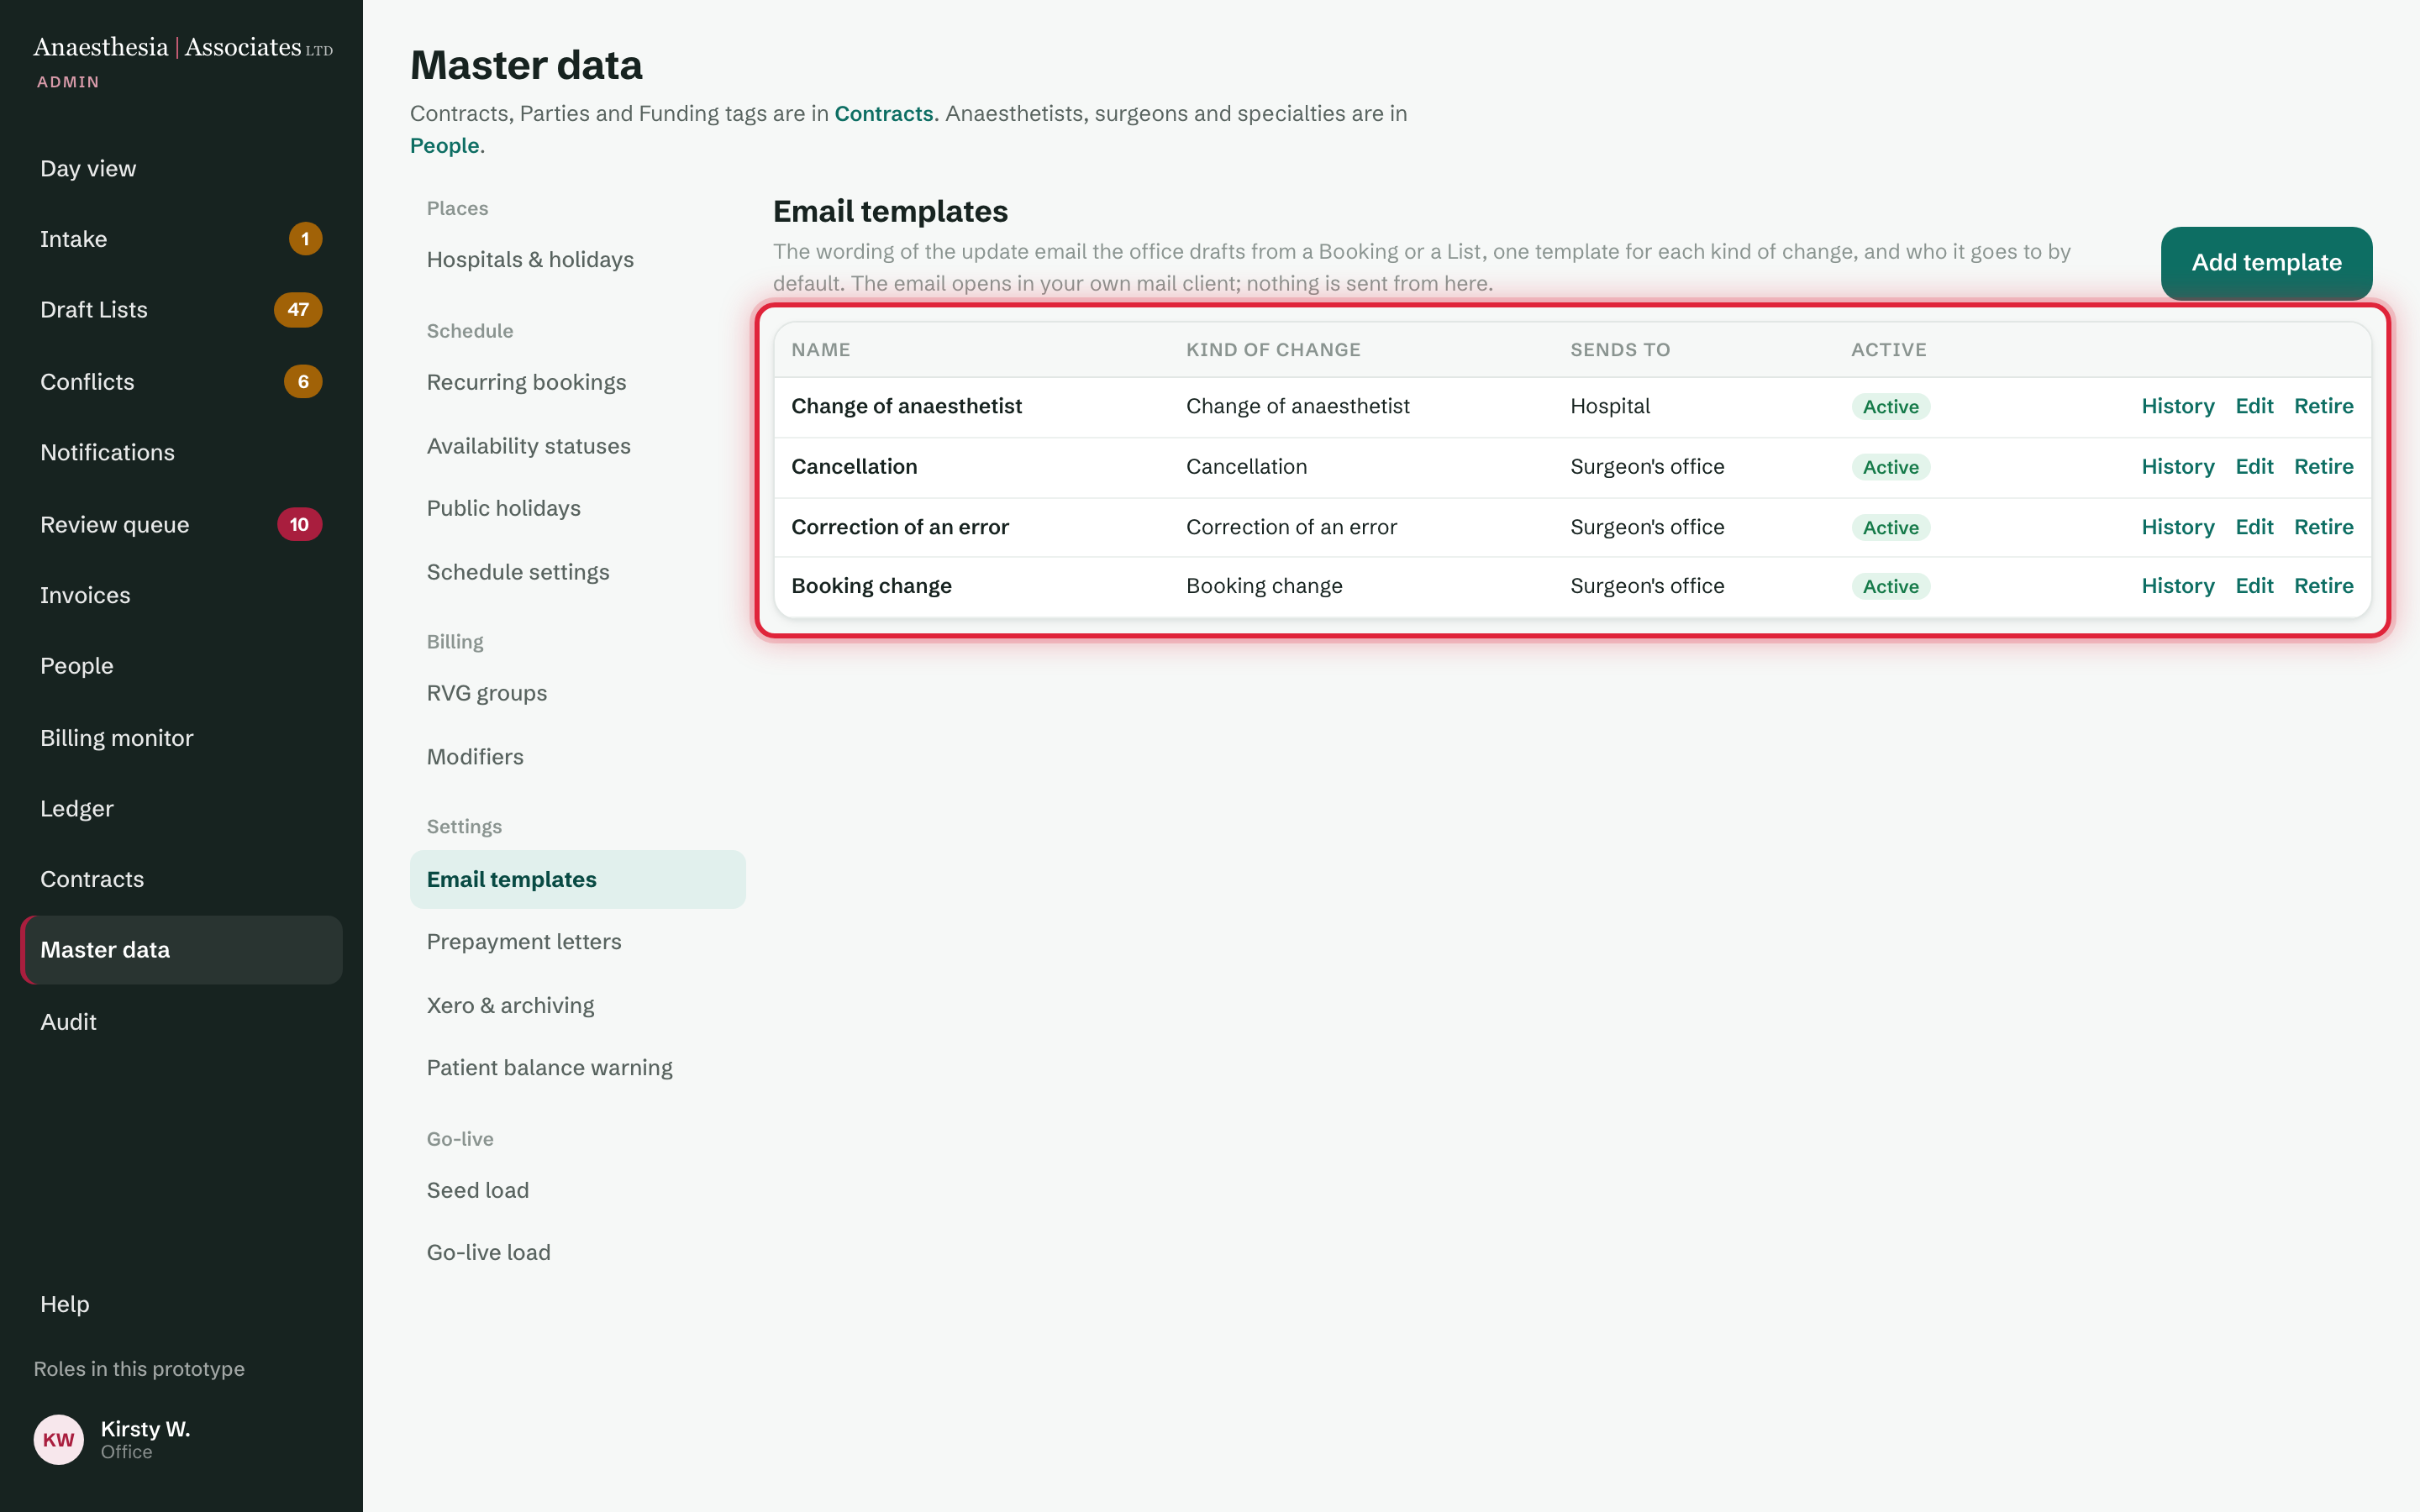 Anaesthesia | Associates LTD
ADMIN
Day view
Intake 1
Draft Lists 47
Conflicts 6
Notifications
Review queue 10
Invoices
People
Billing monitor
Ledger
Contracts
Master data
Audit
Help
Roles in this prototype
KW
Kirsty W.
Office
Master data
Contracts, Parties and Funding tags are in Contracts. Anaesthetists, surgeons and specialties are in
People.
Places
Hospitals & holidays
Schedule
Recurring bookings
Availability statuses
Public holidays
Schedule settings
Billing
RVG groups
Modifiers
Settings
Email templates
Prepayment letters
Xero & archiving
Patient balance warning
Go-live
Seed load
Go-live load
Email templates
The wording of the update email the office drafts from a Booking or a List, one template for each kind of change, and who it goes to by
default. The email opens in your own mail client; nothing is sent from here.
Add template
NAME KIND OF CHANGE SENDS TO ACTIVE
Change of anaesthetist Change of anaesthetist Hospital Active History Edit Retire
Cancellation Cancellation Surgeon's office Active History Edit Retire
Correction of an error Correction of an error Surgeon's office Active History Edit Retire
Booking change Booking change Surgeon's office Active History Edit Retire